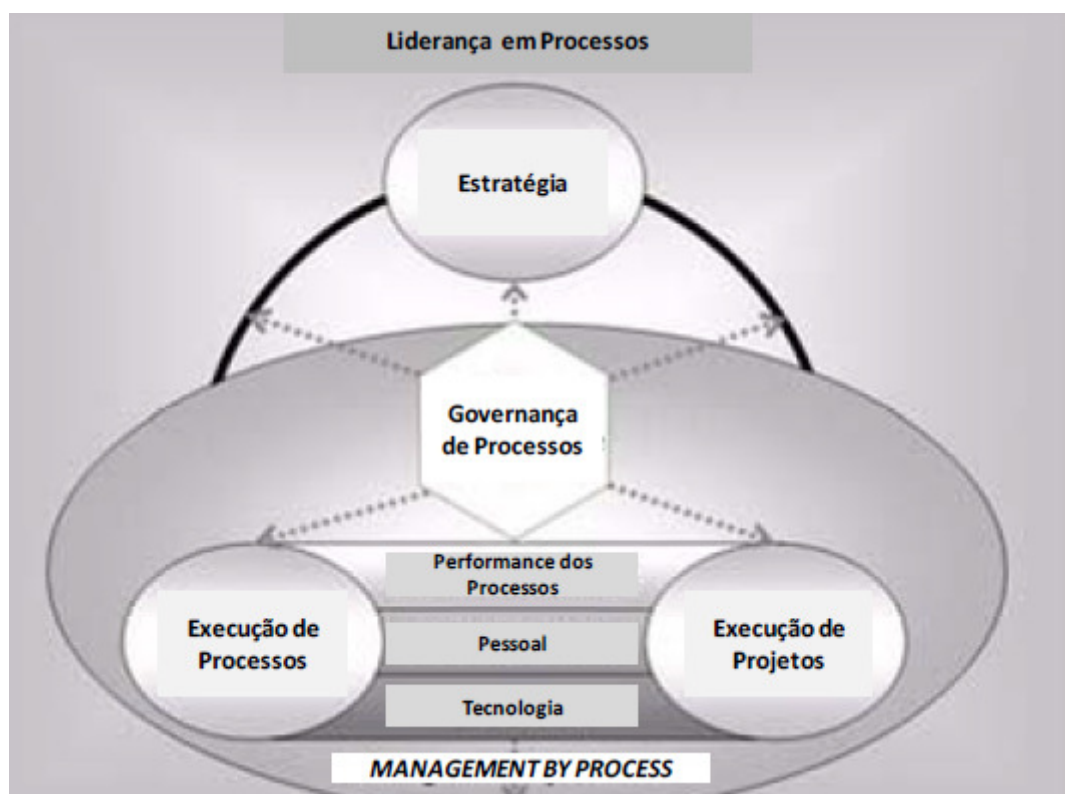 Liderança em Processos
Estratégia
Governança
de Processos
Performance dos
Processos
Execução de
Processos
Pessoal
Execução de
Projetos
Tecnologia
MANAGEMENT BY PROCESS